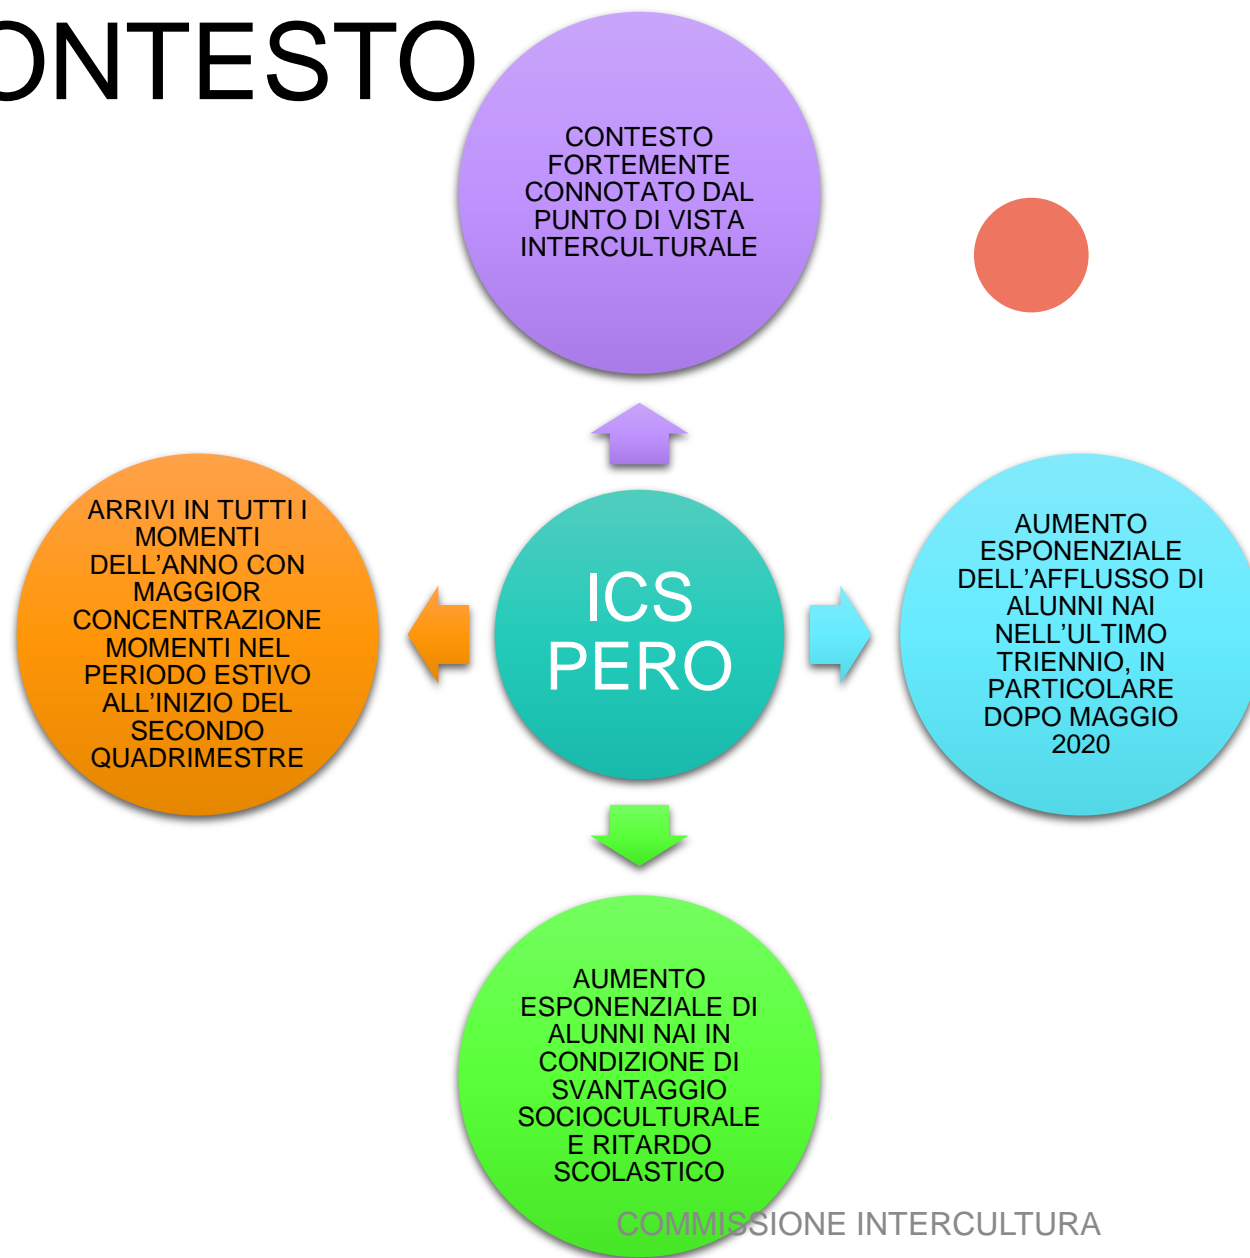 ONTESTO
CONTESTO
FORTEMENTE
CONNOTATO DAL
PUNTO DI VISTA
INTERCULTURALE
ARRIVI IN TUTTI I
MOMENTI
DELL’ANNO CON
MAGGIOR
CONCENTRAZIONE
MOMENTI NEL
PERIODO ESTIVO
ALL’INIZIO DEL
SECONDO
QUADRIMESTRE
ICS
PERO
AUMENTO
ESPONENZIALE
DELL’AFFLUSSO DI
ALUNNI NAI
NELL’ULTIMO
TRIENNIO, IN
PARTICOLARE
DOPO MAGGIO
2020
AUMENTO
ESPONENZIALE DI
ALUNNI NAI IN
CONDIZIONE DI
SVANTAGGIO
SOCIOCULTURALE
E RITARDO
SCOLASTICO
COMMISSIONE INTERCULTURA